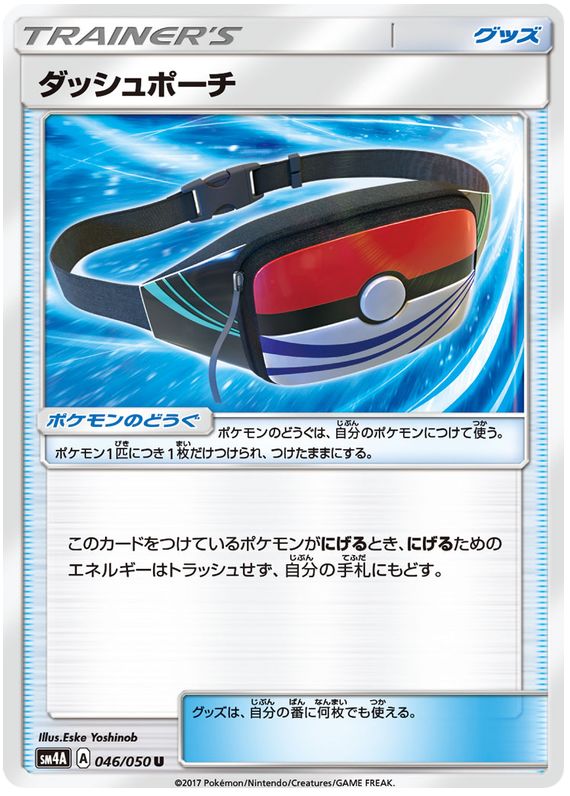 TRAINER'S
グッズ
ダッシュポーチ
ポケモンのどうぐ
ポケモンのどうぐは、自分のポケモンにつけて使う。
ポケモン1匹につき1枚だけつけられ、つけたままにする。
このカードをつけているポケモンがにげるとき、にげるための
エネルギーはトラッシュせず、自分の手札にもどす。
グッズは、自分の番に何枚でも使える。
Illus.Eske Yoshinob
SM4A A 046/050 U
©2017 Pokémon/Nintendo/Creatures/GAME FREAK.